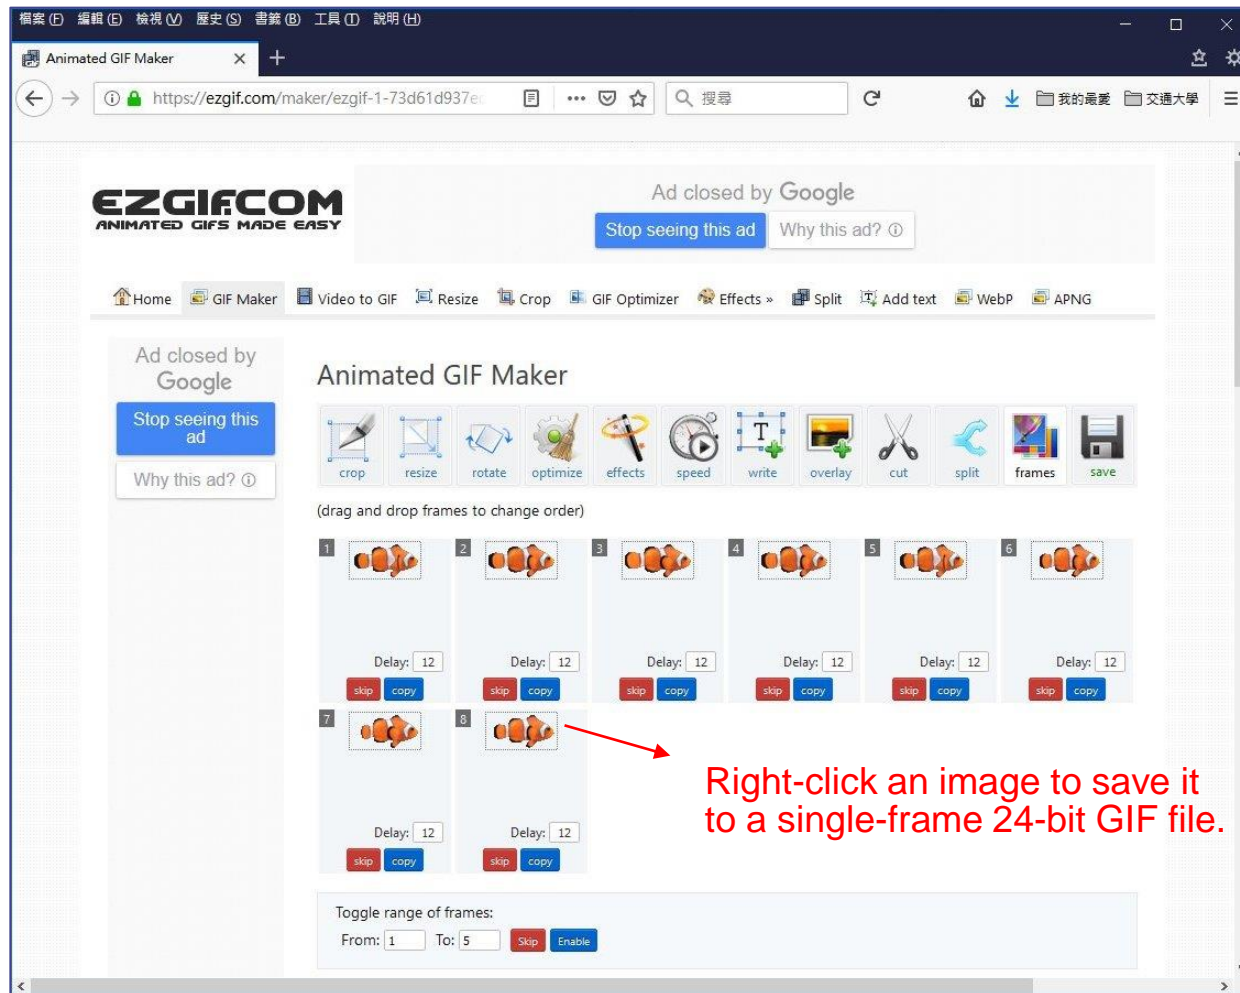 檔案(F) 編輯(E) 檢視(V) 歷史(S) 書籤(B) 工具(T) 說明(H)
Animated GIF Maker
https://ezgif.com/maker/ezgif-1-73d61d937e
搜尋
我的最愛 交通大學
EZGIF.COM
ANIMATED GIFS MADE EASY
Ad closed by Google
Stop seeing this ad Why this ad?
Home GIF Maker Video to GIF Resize Crop GIF Optimizer Effects » Split Add text WebP APNG
Ad closed by
Google
Stop seeing this
ad
Why this ad?
Animated GIF Maker
T
crop resize rotate optimize effects speed write overlay cut split frames save
(drag and drop frames to change order)
1 2 3 4 5 6
Delay: 12 Delay: 12 Delay: 12 Delay: 12 Delay: 12 Delay: 12
skip copy skip copy skip copy skip copy skip copy skip copy
7 8
Right-click an image to save it
to a single-frame 24-bit GIF file.
Delay: 12 Delay: 12
skip copy skip copy
Toggle range of frames:
From: 1 To: 5 Skip Enable